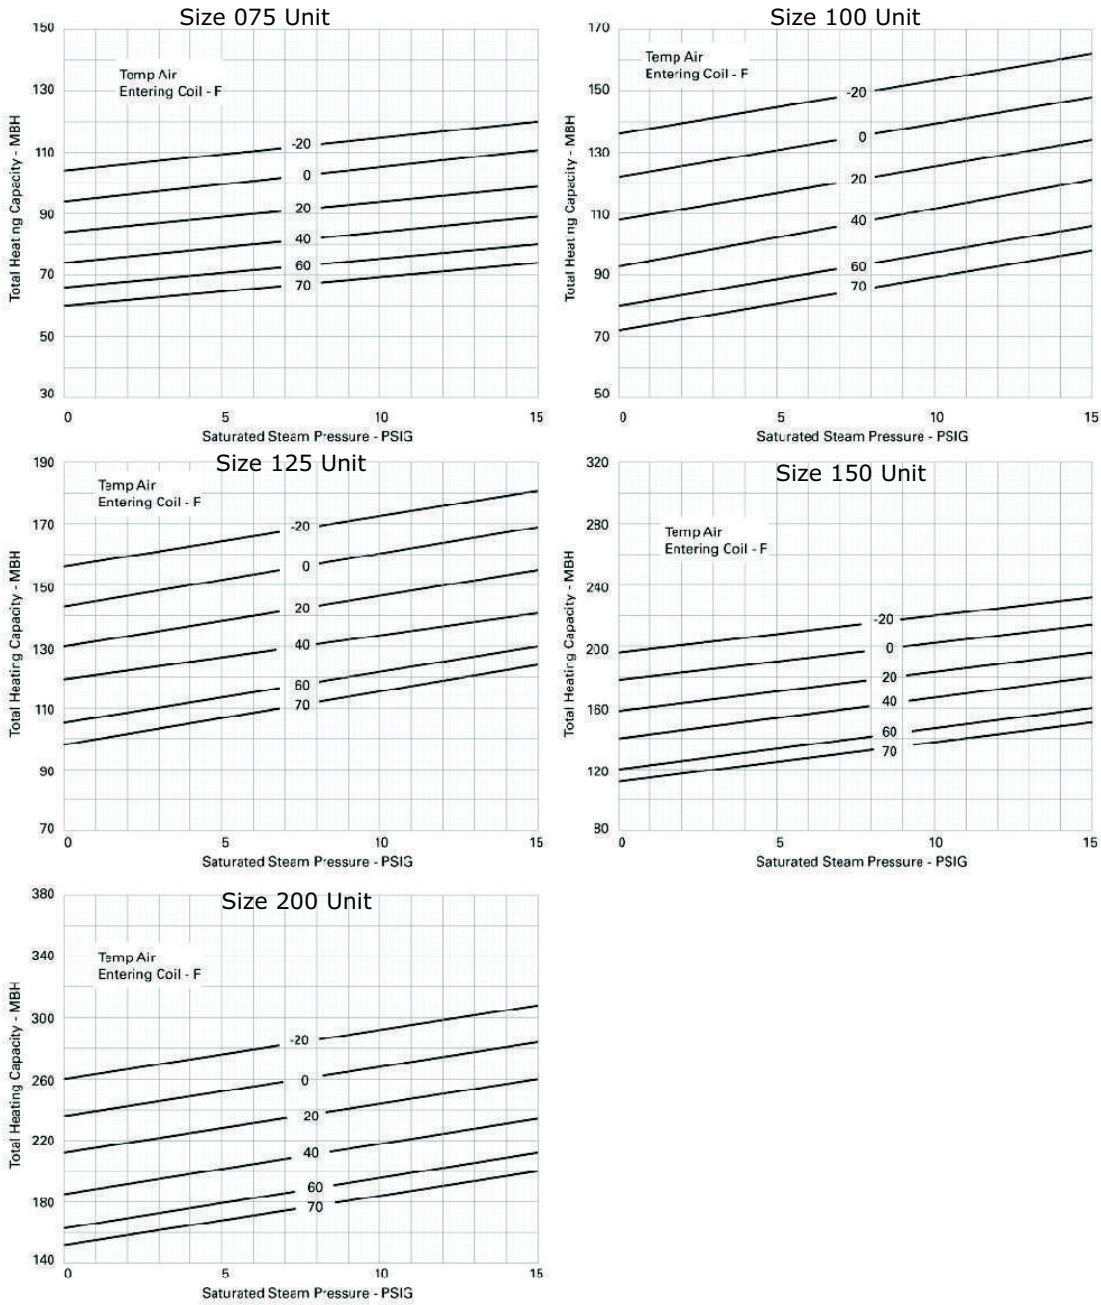 Size 075 Unit
150
130
110
90
70
50
30
Total Heating Capacity - MBH
Temp Air
Entering Coil - F
-20
0
20
40
60
70
0 5 10 15
Saturated Steam Pressure - PSIG
Size 100 Unit
170
150
130
110
90
70
50
Total Heating Capacity - MBH
Temp Air
Entering Coil - F
-20
0
20
40
60
70
0 5 10 15
Saturated Steam Pressure - PSIG
Size 125 Unit
190
170
150
130
110
90
70
Total Heating Capacity - MBH
Temp Air
Entering Coil - F
-20
0
20
40
60
70
0 5 10 15
Saturated Steam Pressure - PSIG
Size 150 Unit
320
280
240
200
160
120
80
Total Heating Capacity - MBH
Temp Air
Entering Coil - F
-20
0
20
40
60
70
0 5 10 15
Saturated Steam Pressure - PSIG
Size 200 Unit
380
340
300
260
220
180
140
Total Heating Capacity - MBH
Temp Air
Entering Coil - F
-20
0
20
40
60
70
0 5 10 15
Saturated Steam Pressure - PSIG